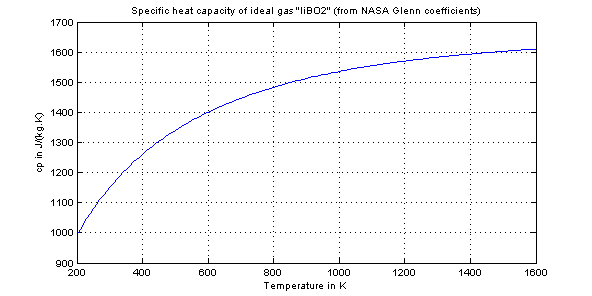 Specific heat capacity of ideal gas "liBO2" (from NASA Glenn coefficients)
1700
1600
1500
1400
1300
1200
1100
1000
900
cp in J/(kg.K)
200 400 600 800 1000 1200 1400 1600
Temperature in K